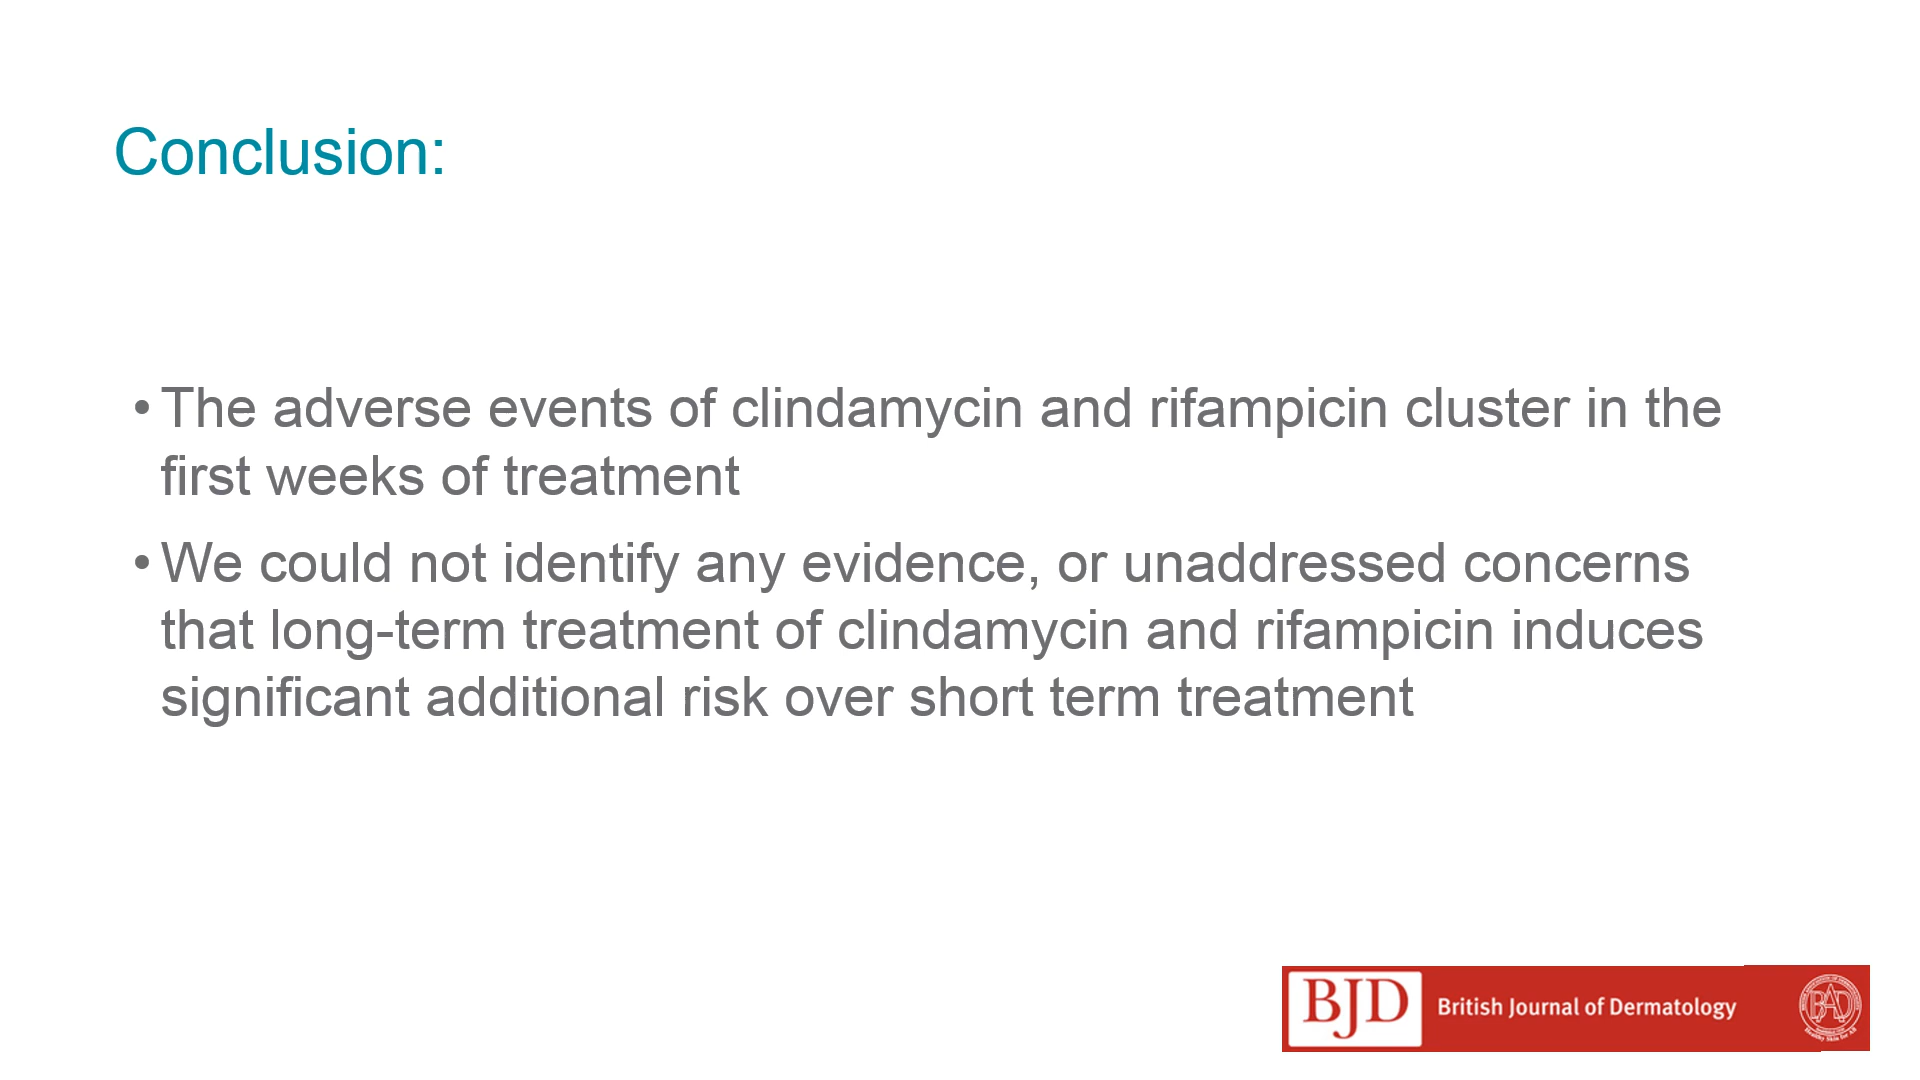 Conclusion:
• The adverse events of clindamycin and rifampicin cluster in the
first weeks of treatment
• We could not identify any evidence, or unaddressed concerns
that long-term treatment of clindamycin and rifampicin induces
significant additional risk over short term treatment
BJD British Journal of Dermatology
BAD